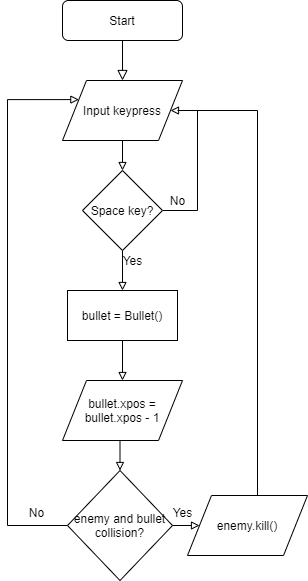 Start
Input keypress
Space key?
No
Yes
bullet = Bullet()
bullet.xpos =
bullet.xpos - 1
No
enemy and bullet
collision?
Yes
enemy.kill()